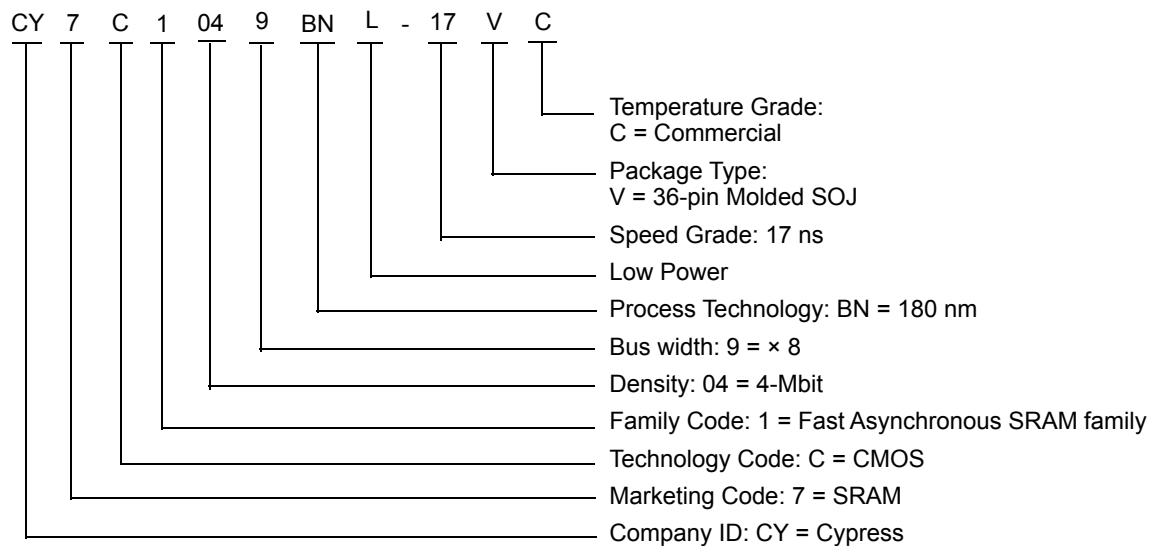 CY 7 C 1 04 9 BN L - 17 V C
Temperature Grade:
C = Commercial
Package Type:
V = 36-pin Molded SOJ
Speed Grade: 17 ns
Low Power
Process Technology: BN = 180 nm
Bus width: 9 = × 8
Density: 04 = 4-Mbit
Family Code: 1 = Fast Asynchronous SRAM family
Technology Code: C = CMOS
Marketing Code: 7 = SRAM
Company ID: CY = Cypress